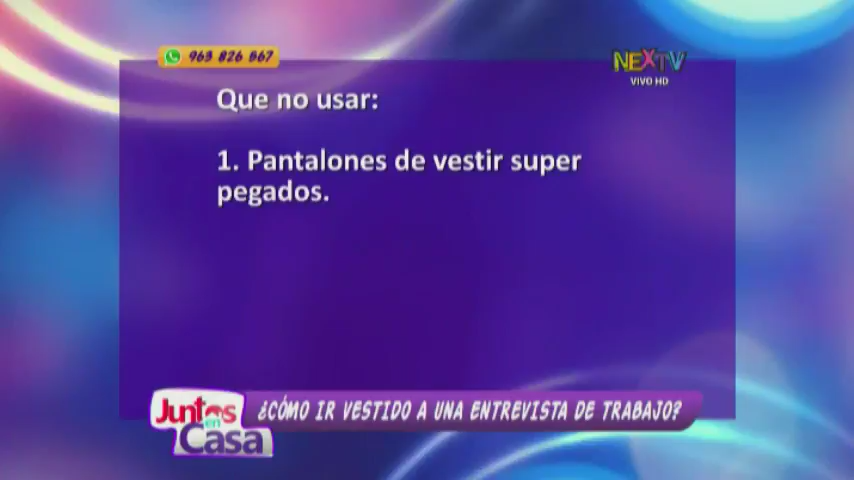 963 826 567
NEXTV
VIVO HD
Que no usar:
1. Pantalones de vestir super
pegados.
Juntos
en
Casa
¿CÓMO IR VESTIDO A UNA ENTREVISTA DE TRABAJO?